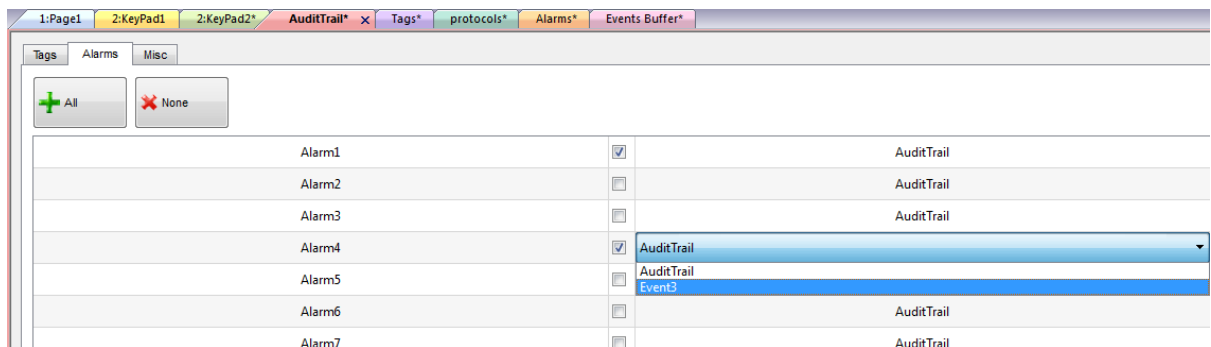 1:Page1 2:KeyPad1 2:KeyPad2* AuditTrail* x Tags* protocols* Alarms* Events Buffer*
Tags Alarms Misc
All None
Alarm1 AuditTrail
Alarm2 AuditTrail
Alarm3 AuditTrail
Alarm4 AuditTrail
AuditTrail
Alarm5
Event3
Alarm6 AuditTrail
Alarm7 AuditTrail